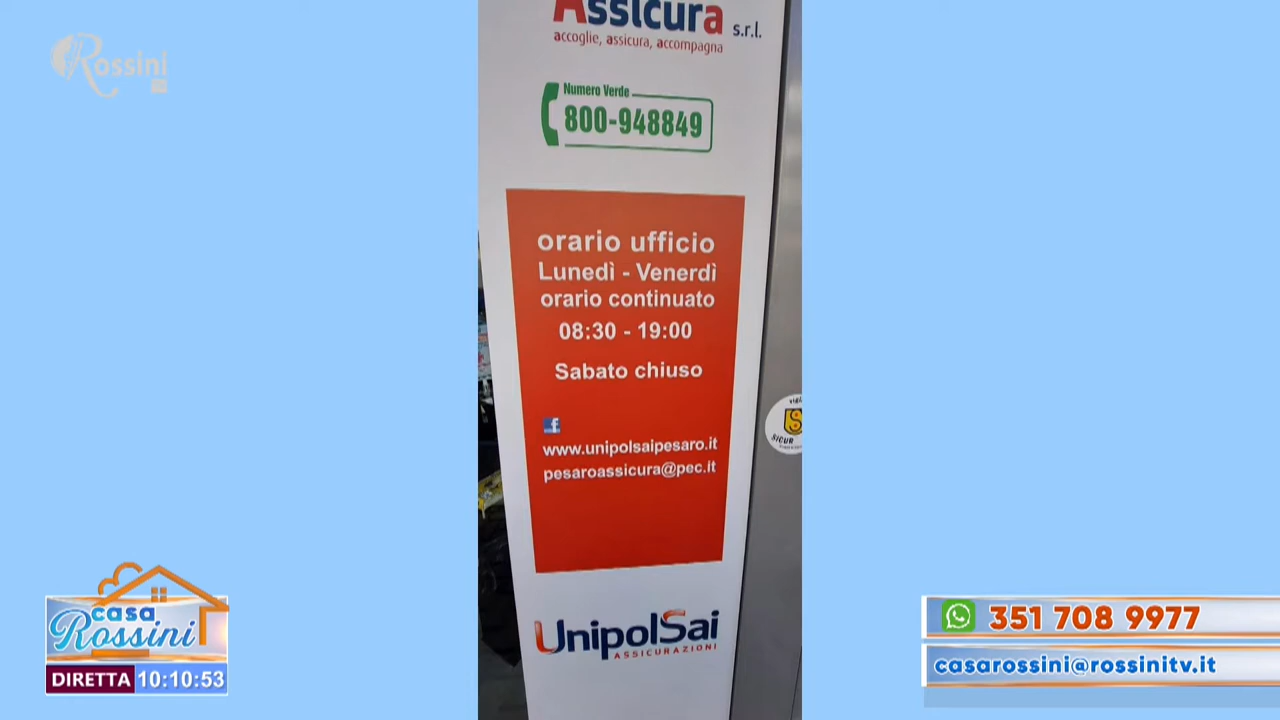 Rossini
Assicura s.r.l.
accoglie, assicura, accompagna
Numero Verde
800-948849
orario ufficio
Lunedì - Venerdì
orario continuato
08:30 - 19:00
Sabato chiuso
f
www.unipolsaipesaro.it
pesaroassicura@pec.it
UnipolSai
ASSICURAZIONI
SICUR
casa
Rossini
DIRETTA 10:10:53
351 708 9977
casarossini@rossinitv.it